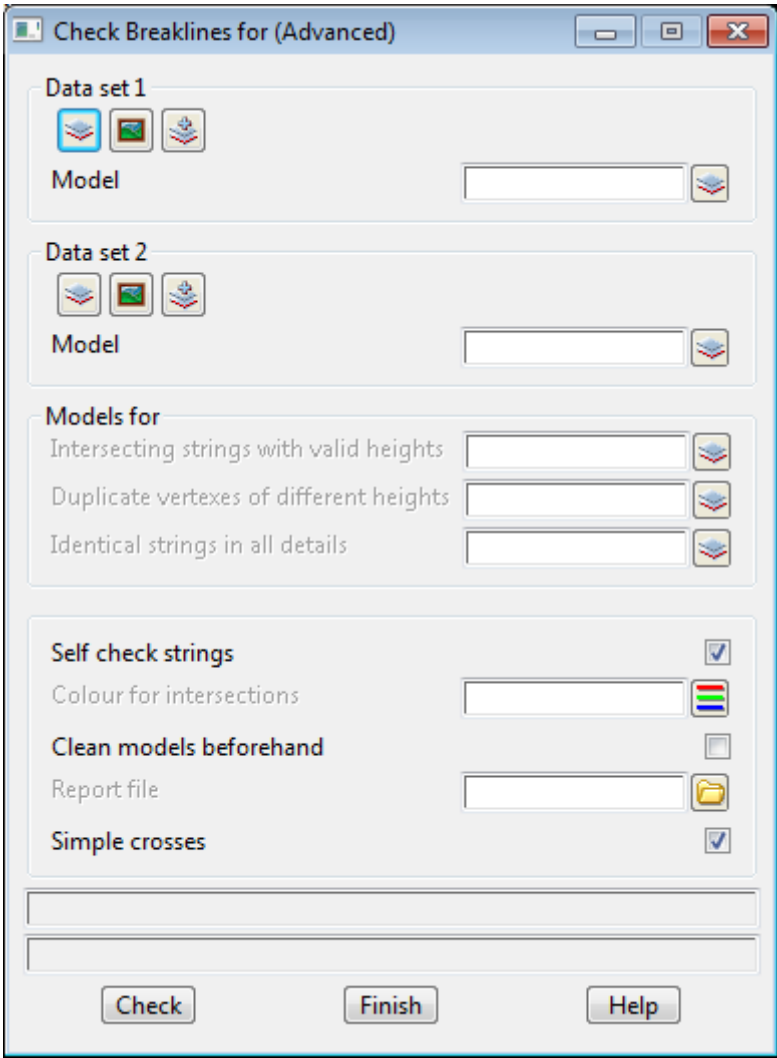 Check Breaklines for (Advanced)
Data set 1
Model
Data set 2
Model
Models for
Intersecting strings with valid heights
Duplicate vertexes of different heights
Identical strings in all details
Self check strings
Colour for intersections
Clean models beforehand
Report file
Simple crosses
Check Finish Help